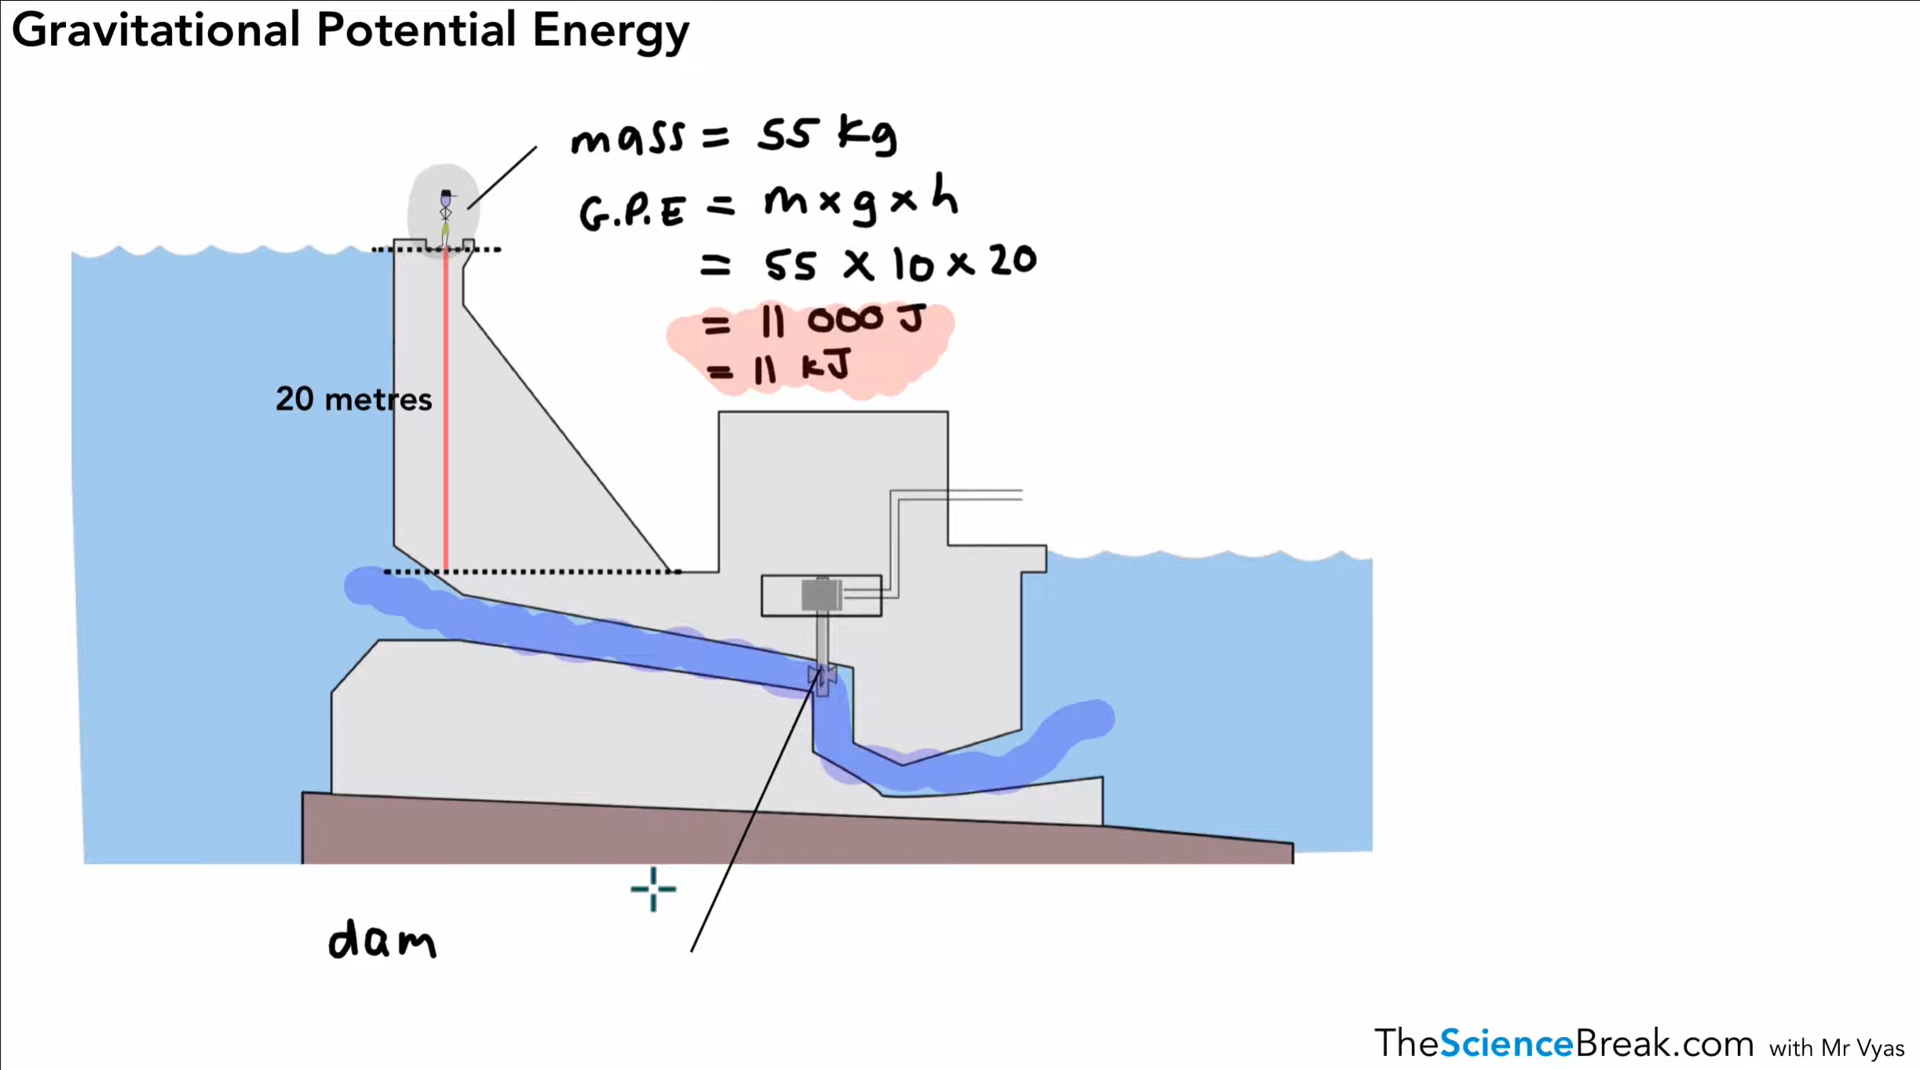 Gravitational Potential Energy
mass = 55 kg
G.P.E = m x g x h
= 55 x 10 x 20
= 11 000 J
= 11 kJ
20 metres
dam
TheScienceBreak.com with Mr Vyas